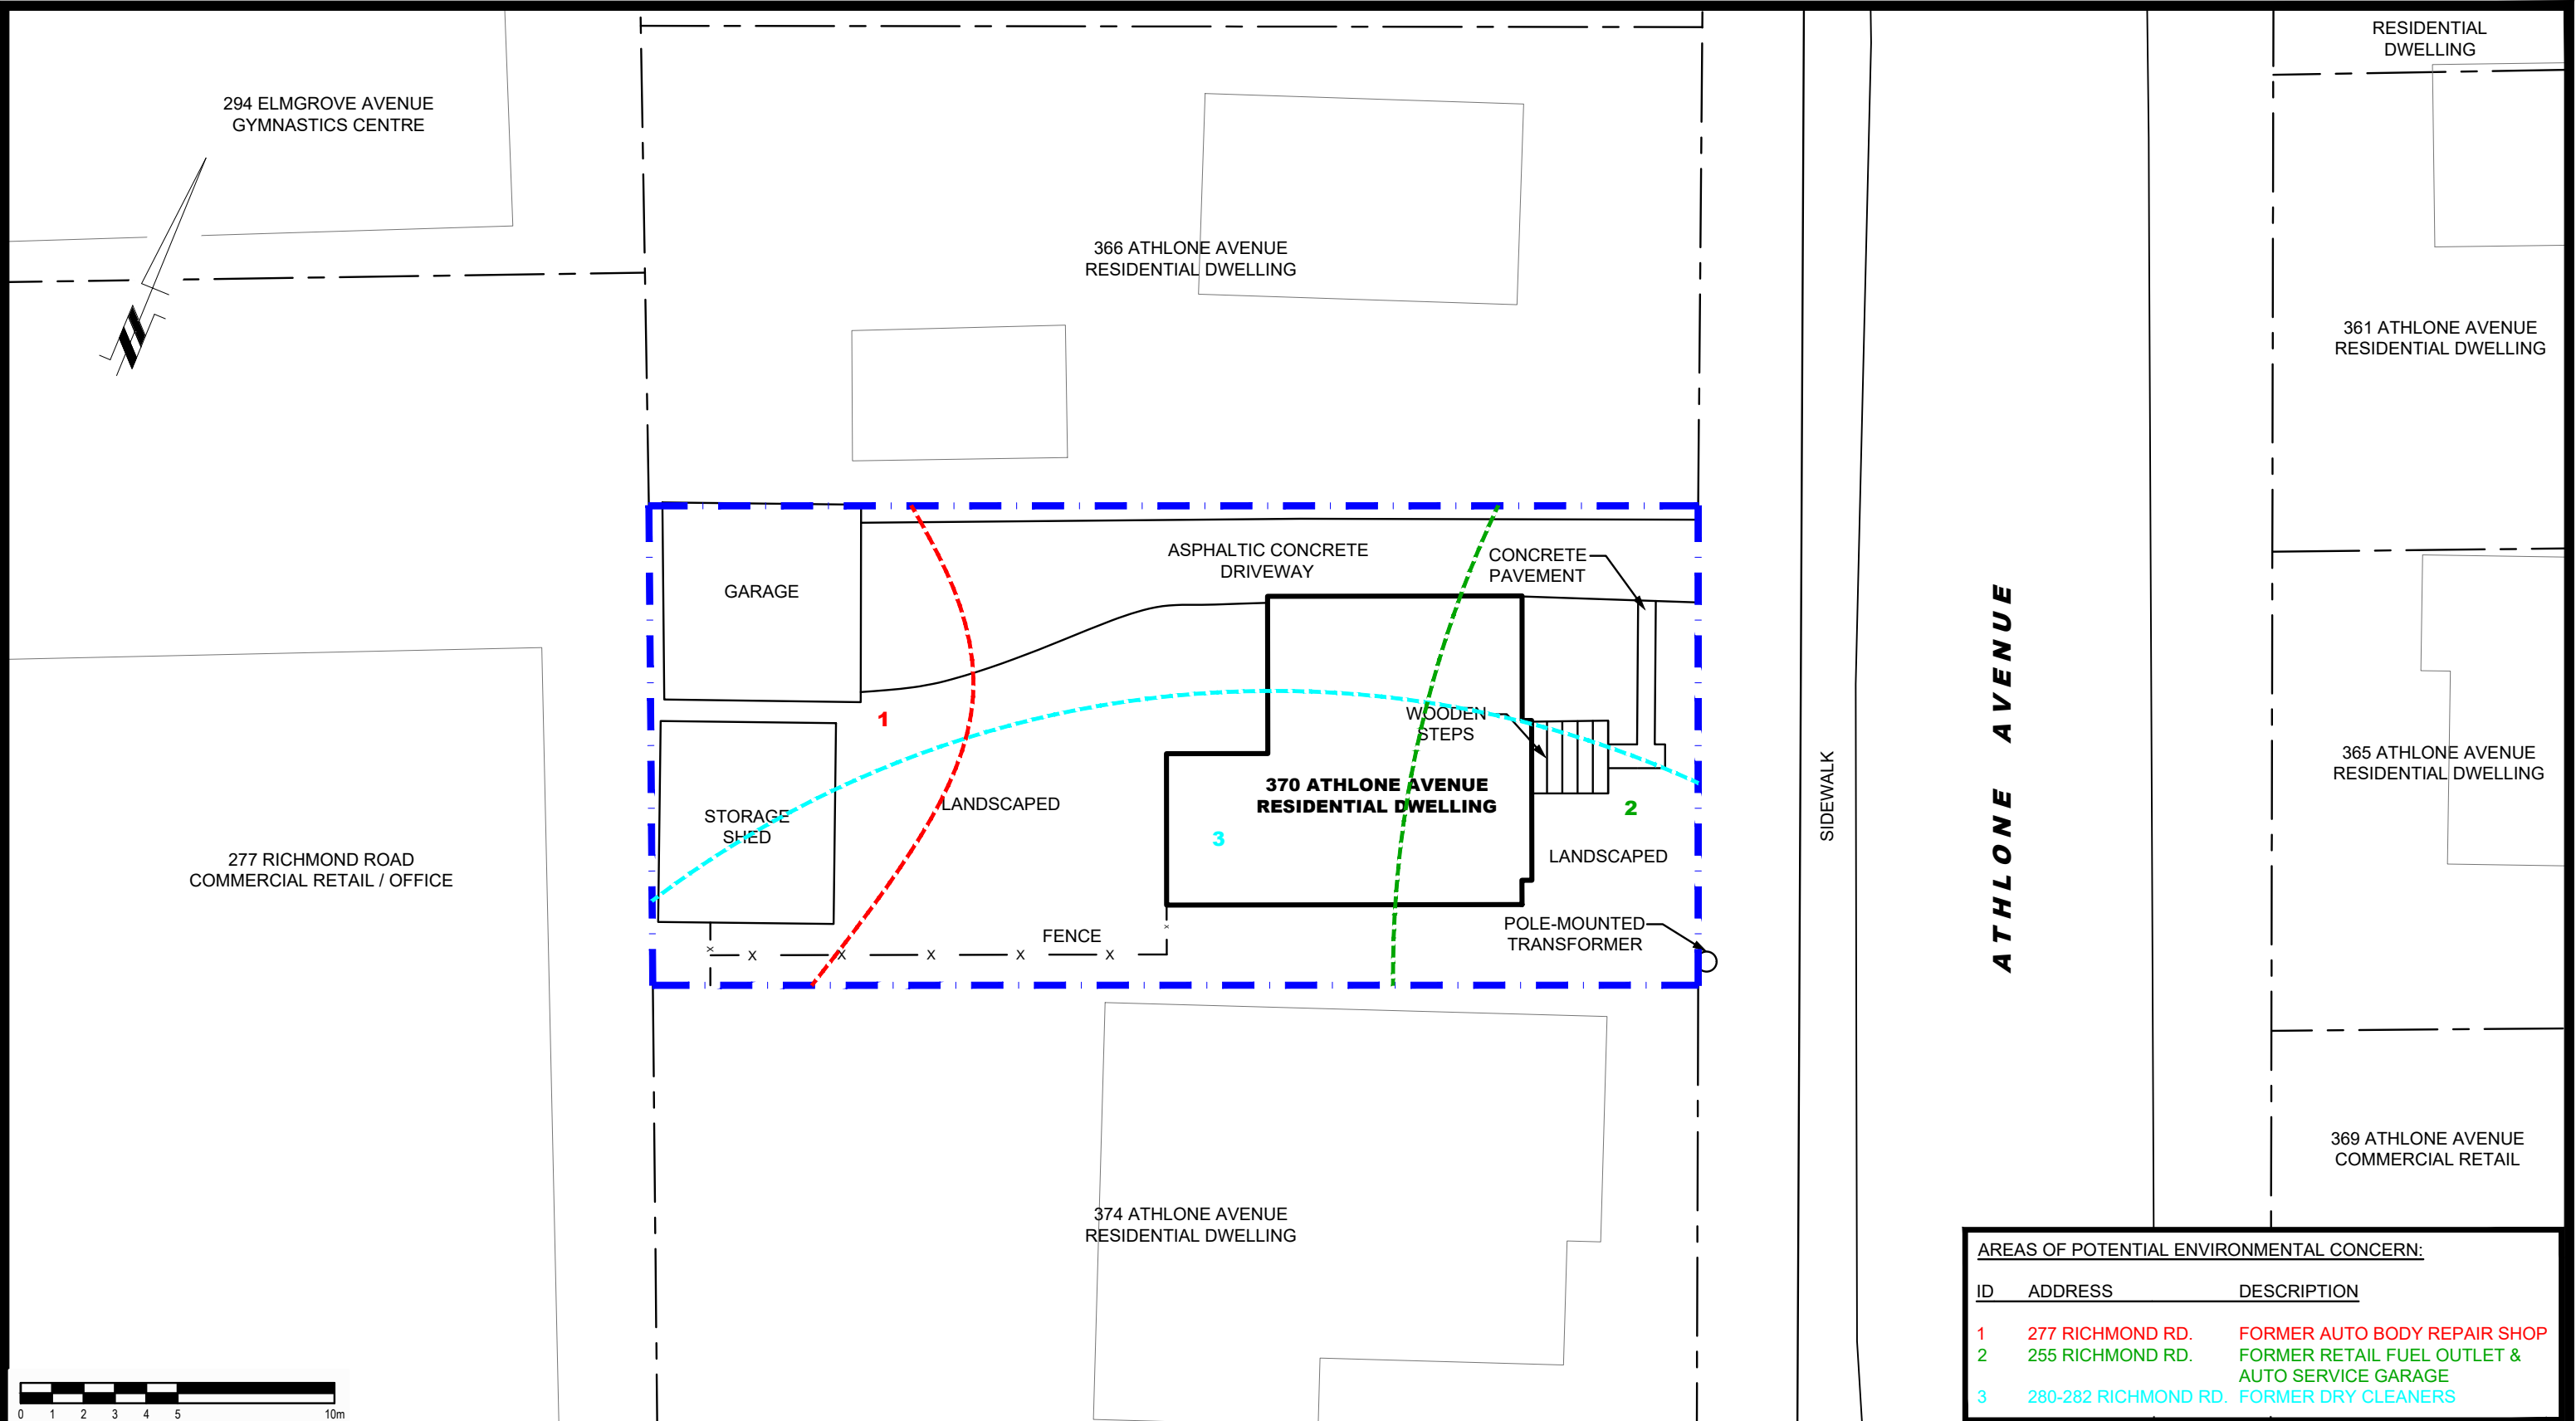 RESIDENTIAL
DWELLING
294 ELMGROVE AVENUE
GYMNASTICS CENTRE
366 ATHLONE AVENUE
RESIDENTIAL DWELLING
361 ATHLONE AVENUE
RESIDENTIAL DWELLING
ASPHALTIC CONCRETE
DRIVEWAY
CONCRETE
PAVEMENT
GARAGE
1
WOODEN
STEPS
370 ATHLONE AVENUE
RESIDENTIAL DWELLING
2
3
LANDSCAPED
STORAGE
SHED
LANDSCAPED
SIDEWALK
ATHLONE AVENUE
365 ATHLONE AVENUE
RESIDENTIAL DWELLING
277 RICHMOND ROAD
COMMERCIAL RETAIL / OFFICE
FENCE
X X X X X
X
X
POLE-MOUNTED
TRANSFORMER
369 ATHLONE AVENUE
COMMERCIAL RETAIL
374 ATHLONE AVENUE
RESIDENTIAL DWELLING
AREAS OF POTENTIAL ENVIRONMENTAL CONCERN:
ID ADDRESS DESCRIPTION
1 277 RICHMOND RD. FORMER AUTO BODY REPAIR SHOP
2 255 RICHMOND RD. FORMER RETAIL FUEL OUTLET &
AUTO SERVICE GARAGE
3 280-282 RICHMOND RD. FORMER DRY CLEANERS
0 1 2 3 4 5 10m